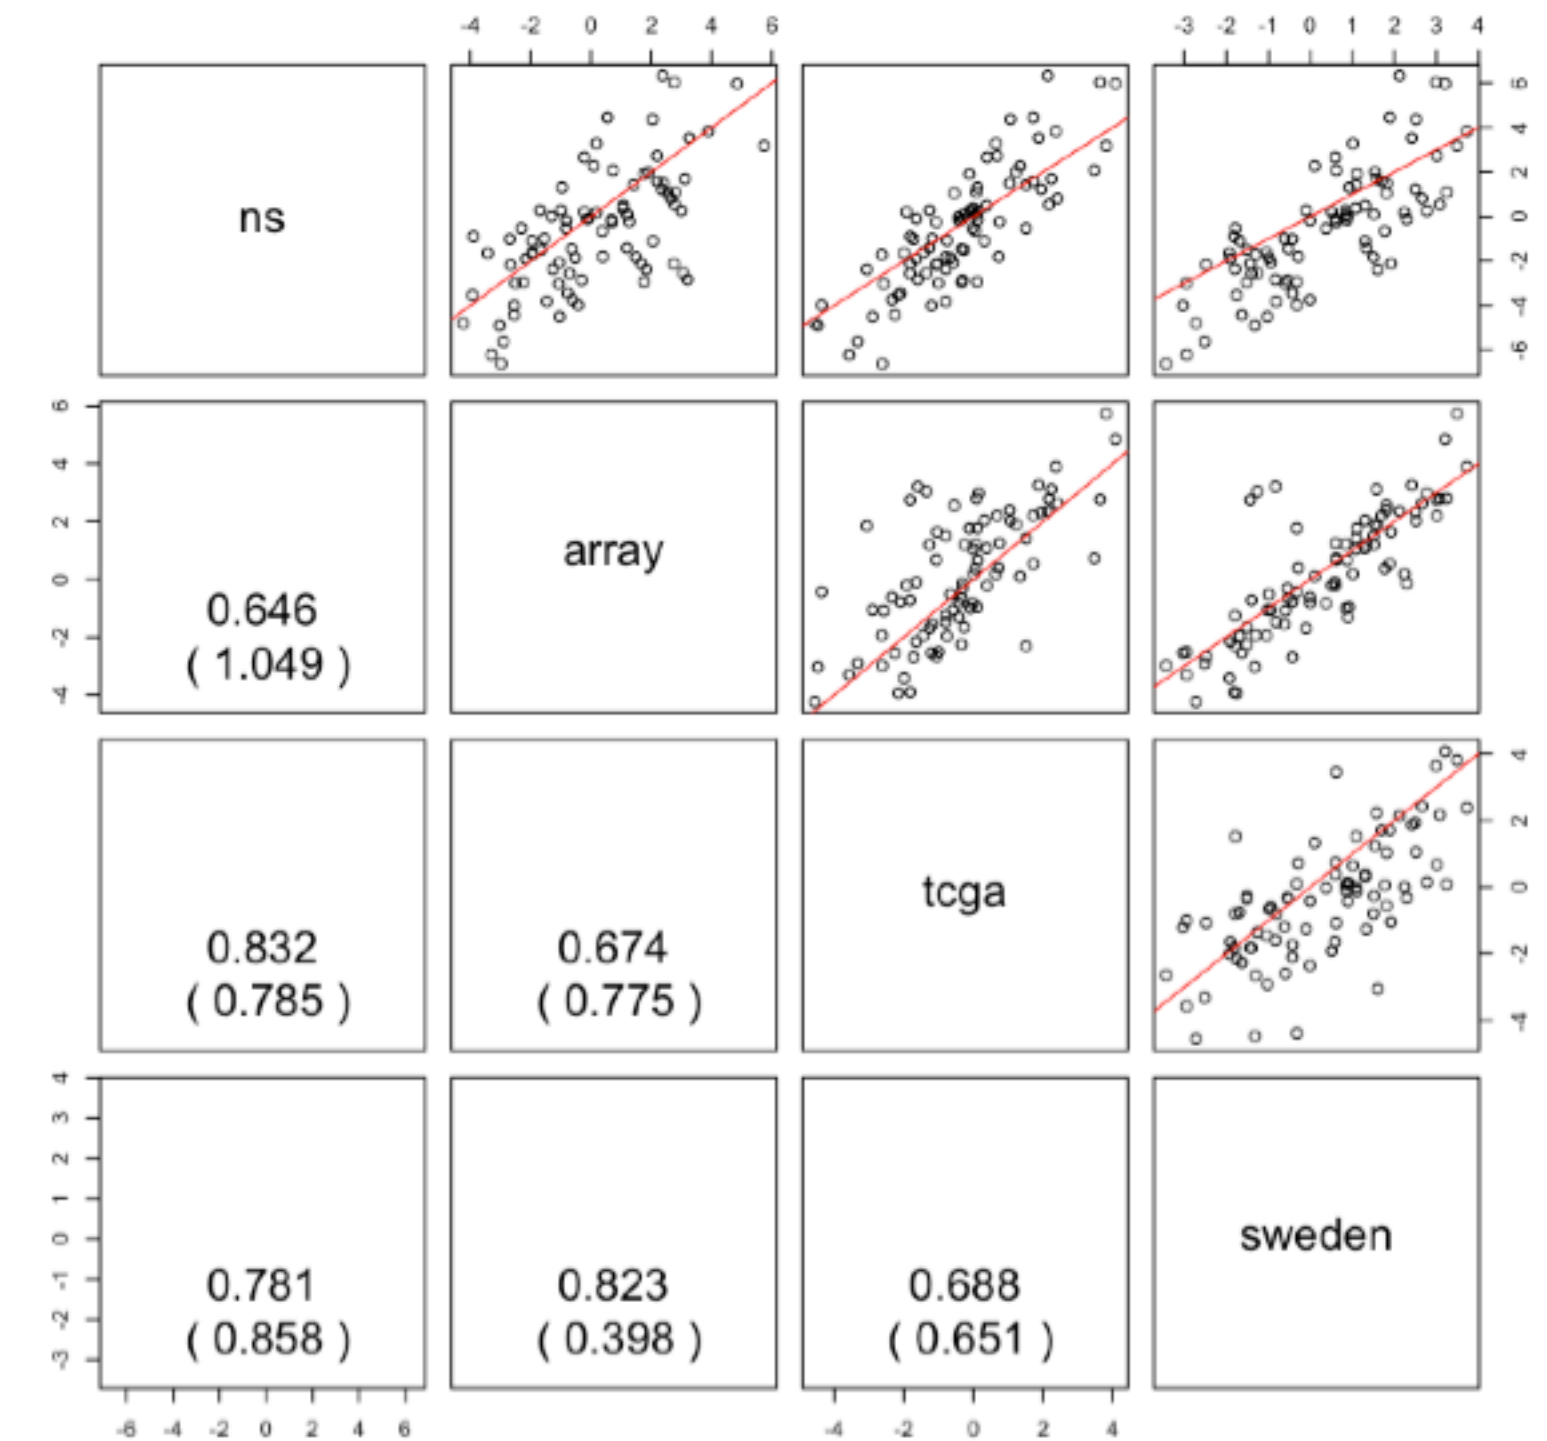 -4 -2 0 2 4 6
-3 -2 -1 0 1 2 3 4
ns
6 4 2 0 -2 -4 -6
6 4 2 0 -2 -4
0.646
( 1.049 )
array
0.832
( 0.785 )
0.674
( 0.775 )
tcga
4 2 0 -2 -4
4 3 2 1 0 -1 -2 -3
0.781
( 0.858 )
0.823
( 0.398 )
0.688
( 0.651 )
sweden
-6 -4 -2 0 2 4 6
-4 -2 0 2 4